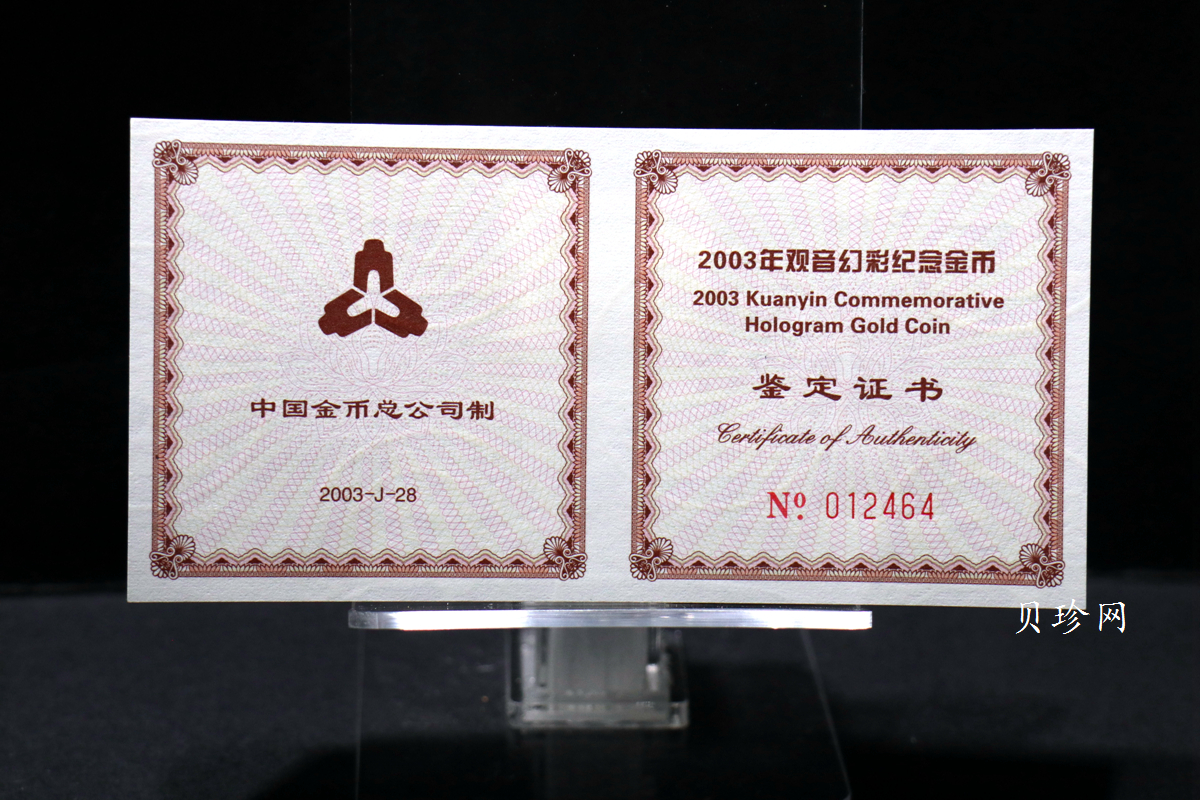 中国金币总公司制
2003-J-28
2003年观音幻彩纪念金币
2003 Kuanyin Commemorative
Hologram Gold Coin
鉴定证书
Certificate of Authenticity
Nº 012464
贝珍网